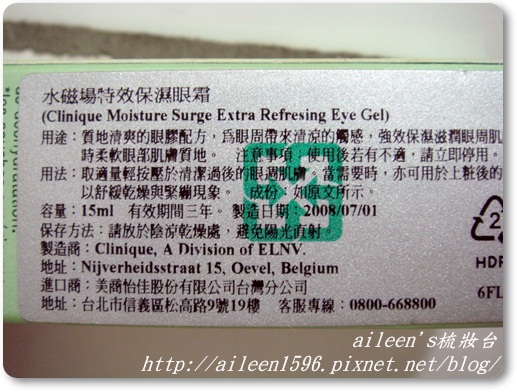 水磁場特效保濕眼霜
(Clinique Moisture Surge Extra Refresing Eye Gel)
用途：質地清爽的眼膠配方，為眼周帶來清涼的觸感，強效保濕滋潤眼周肌
時柔軟眼部肌膚質地。 注意事項：使用後若有不適，請立即停用。
用法：取適量輕按於清潔過後的眼週肌膚，當需要時，亦可用於上粧後的
以舒緩乾燥與緊繃現象。 成份：如原文所示。
容量：15ml 有效期間三年。製造日期：2008/07/01
保存方法：請放於陰涼乾燥處，避免陽光直射
製造商：Clinique, A Division of ELNV.
地址：Nijverheidsstraat 15, Oevel, Belgium
進口商：美商怡佳股份有限公司台灣分公司
地址：台北市信義區松高路9號19樓 客服專線：0800-668800
2
HDP
6FL
aileen's梳妝台
http://aileen1596.pixnet.net/blog/